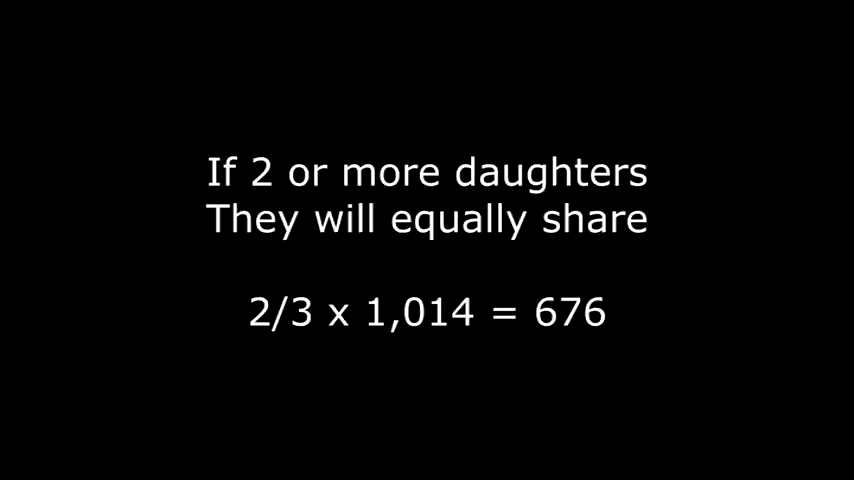 If 2 or more daughters
They will equally share
2/3 x 1,014 = 676